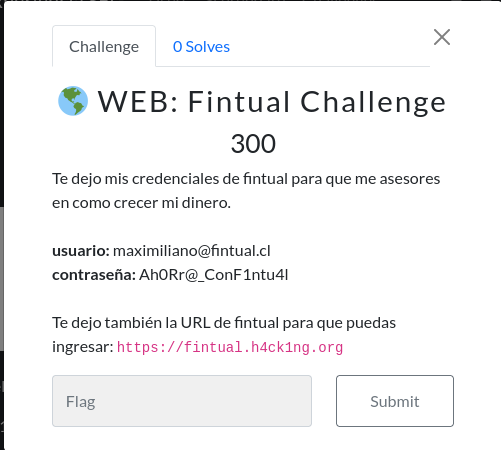 Challenge
0 Solves
WEB: Fintual Challenge
300
Te dejo mis credenciales de fintual para que me asesores
en como crecer mi dinero.
usuario: maximiliano@fintual.cl
contraseña: Ah0Rr@_ConF1ntu4l
Te dejo también la URL de fintual para que puedas
ingresar: https://fintual.h4ck1ng.org
Flag
Submit